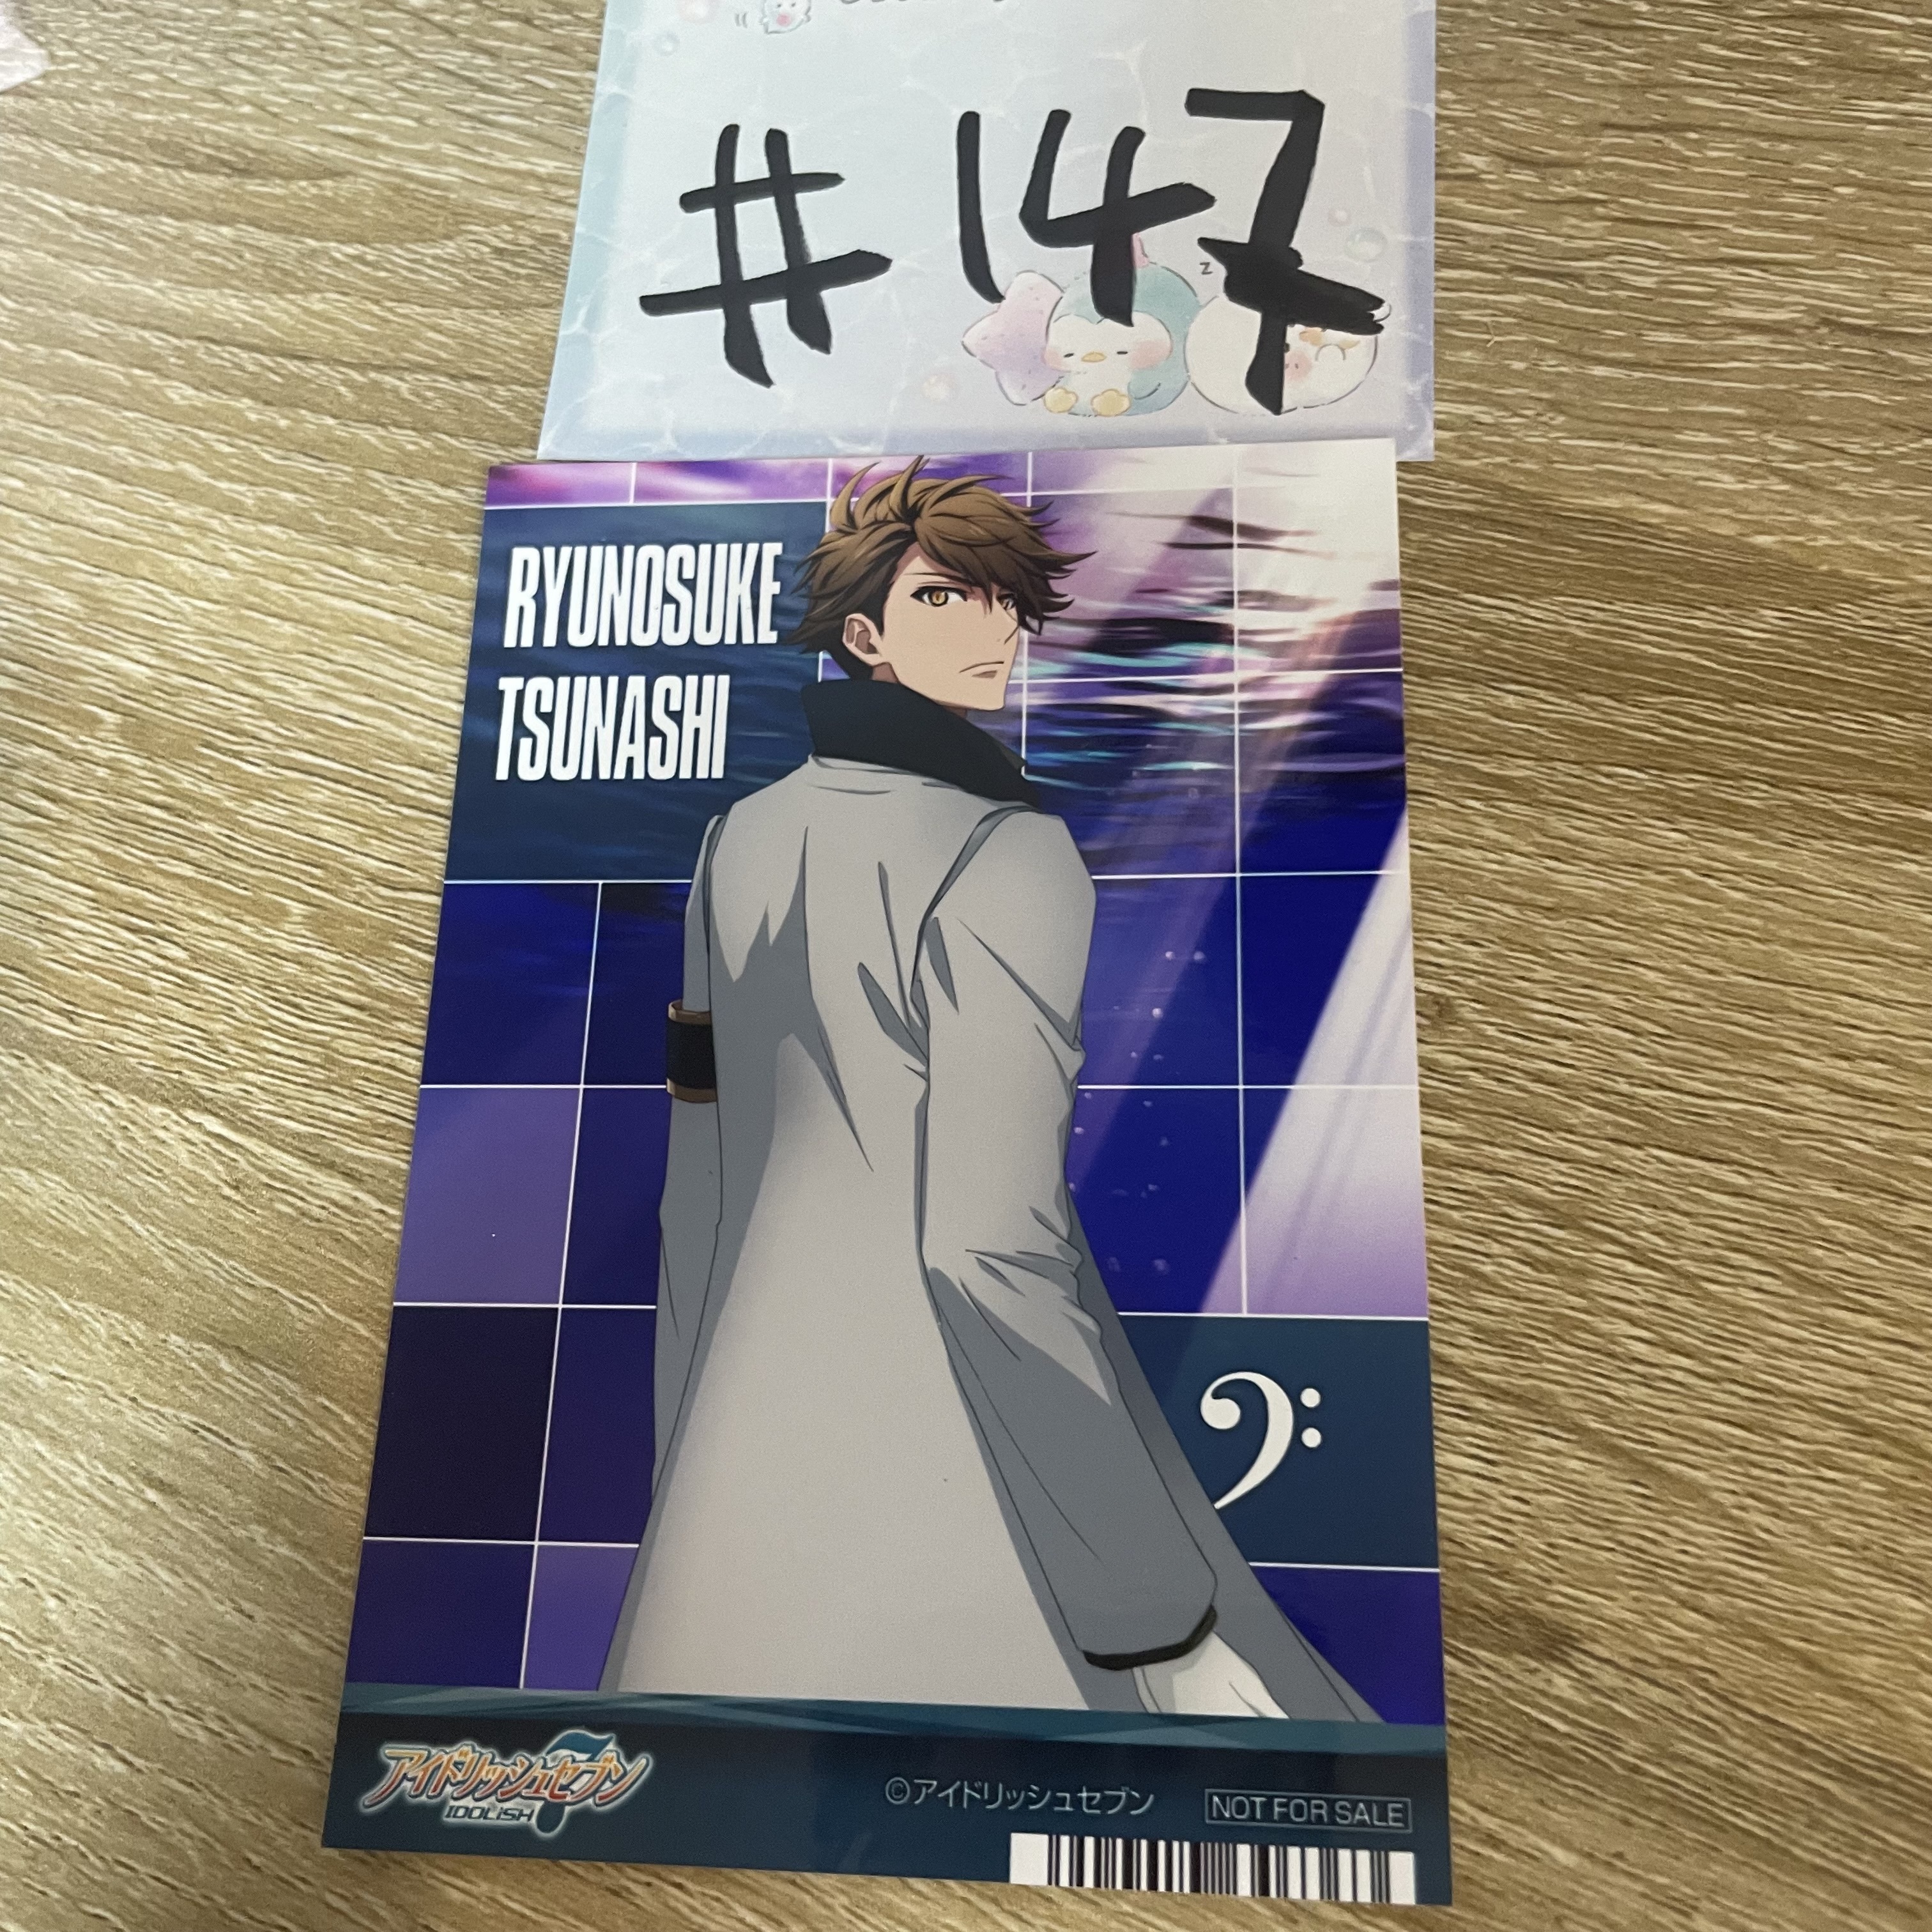 # 147
z
RYUNOSUKE
TSUNASHI
アイドリッシュセブン
IDOLiSH7
©アイドリッシュセブン
NOT FOR SALE